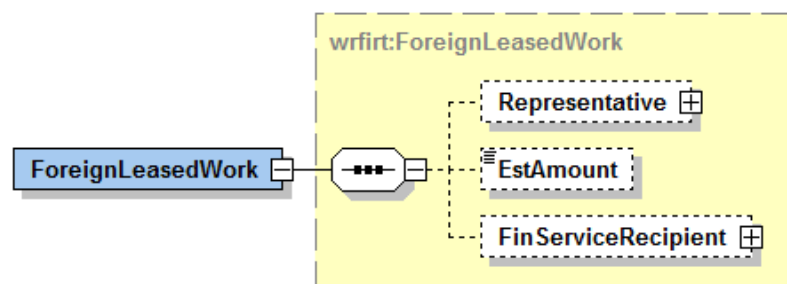 wrfirt:ForeignLeasedWork
Representative
ForeignLeasedWork
EstAmount
FinServiceRecipient